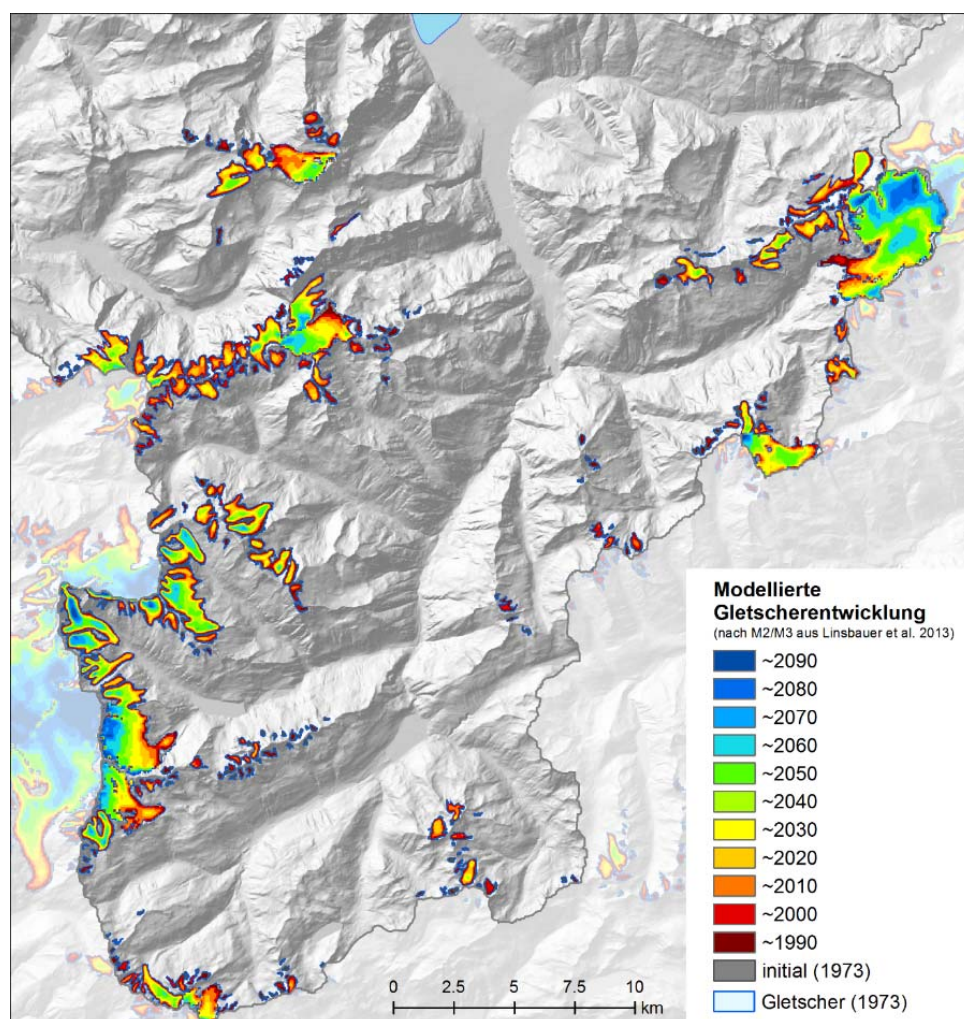 Modellierte
Gletscherentwicklung
(nach M2/M3 aus Linsbauer et al. 2013)
~2090
~2080
~2070
~2060
~2050
~2040
~2030
~2020
~2010
~2000
~1990
initial (1973)
Gletscher (1973)
0 2.5 5 7.5 10
km